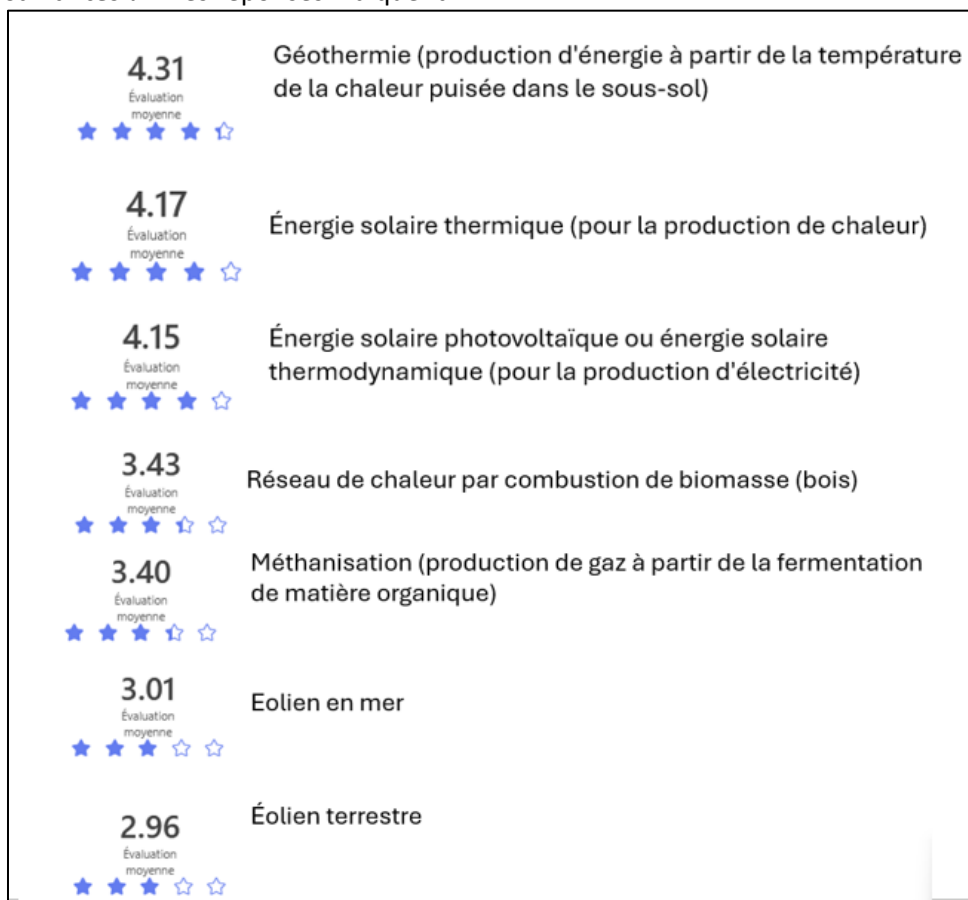 4.31
Évaluation
moyenne
Géothermie (production d'énergie à partir de la température
de la chaleur puisée dans le sous-sol)
4.17
Évaluation
moyenne
Énergie solaire thermique (pour la production de chaleur)
4.15
Évaluation
moyenne
Énergie solaire photovoltaïque ou énergie solaire
thermodynamique (pour la production d'électricité)
3.43
Évaluation
moyenne
Réseau de chaleur par combustion de biomasse (bois)
3.40
Évaluation
moyenne
Méthanisation (production de gaz à partir de la fermentation
de matière organique)
3.01
Évaluation
moyenne
Eolien en mer
2.96
Évaluation
moyenne
Éolien terrestre